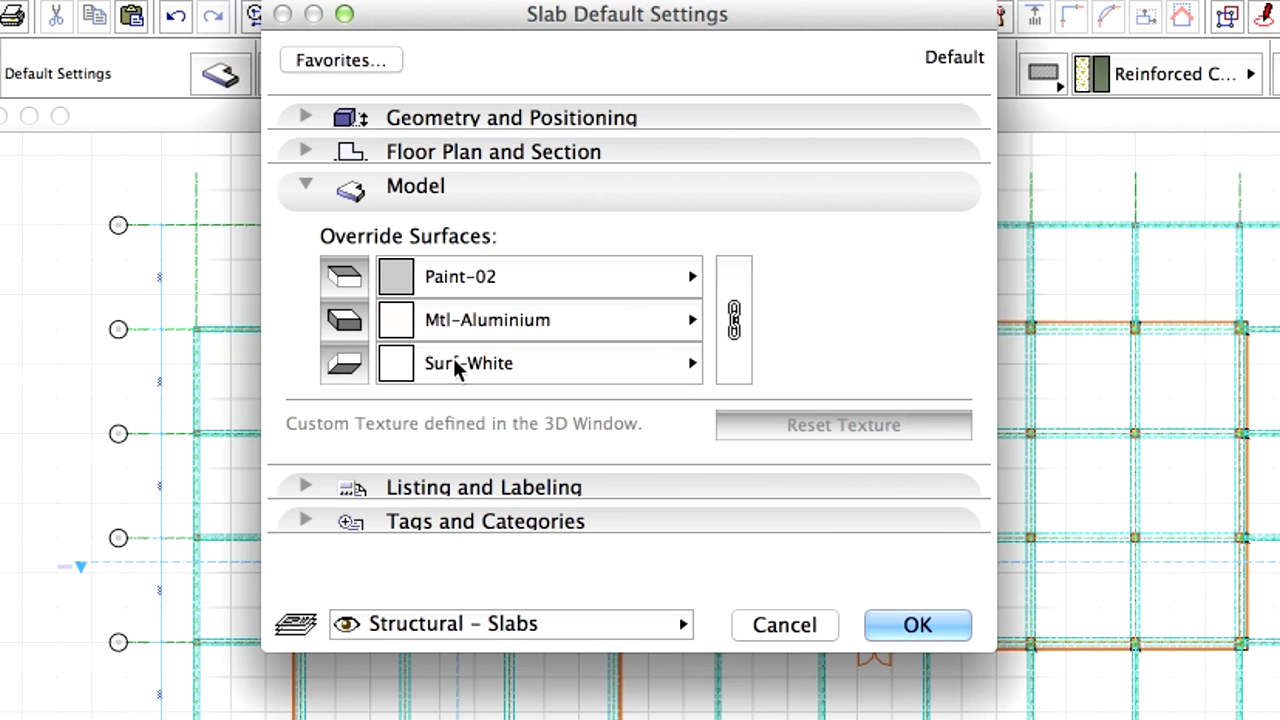 Slab Default Settings
Default Settings
Favorites...
Default
Reinforced C...
Geometry and Positioning
Floor Plan and Section
Model
Override Surfaces:
Paint-02
Mtl-Aluminium
Surf-White
Custom Texture defined in the 3D Window.
Reset Texture
Listing and Labeling
Tags and Categories
Structural - Slabs
Cancel
OK